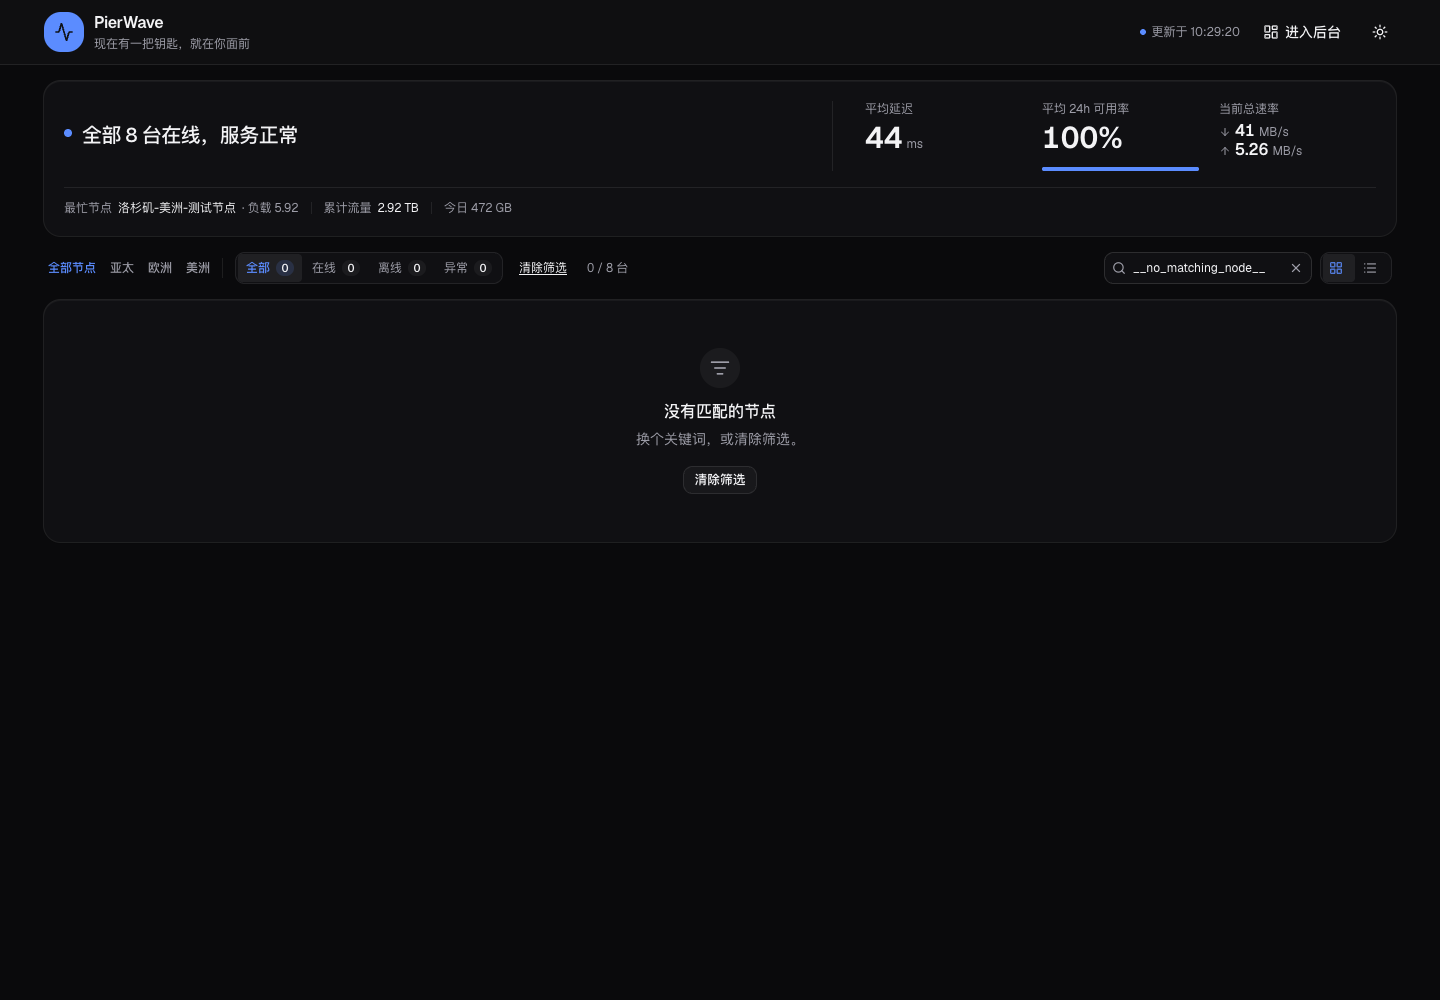 PierWave
现在有一把钥匙，就在你面前
更新于 10:29:20
进入后台
全部 8 台在线，服务正常
平均延迟
44 ms
平均 24h 可用率
100%
当前总速率
↓ 41 MB/s
↑ 5.26 MB/s
最忙节点 洛杉矶-美洲-测试节点 · 负载 5.92
累计流量 2.92 TB
今日 472 GB
全部节点 亚太 欧洲 美洲
全部 0 在线 0 离线 0 异常 0
清除筛选
0 / 8 台
__no_matching_node__
没有匹配的节点
换个关键词，或清除筛选。
清除筛选